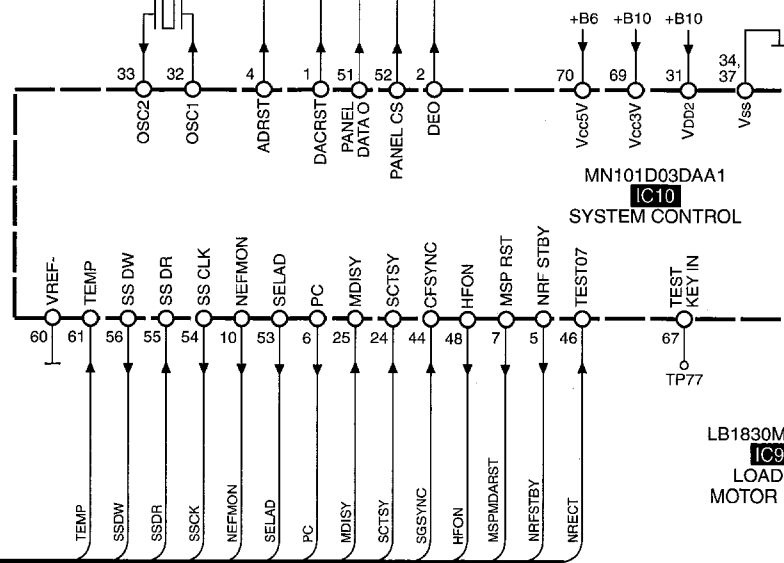 +B6 +B10 +B10
33 32 4 1 51 52 2 70 69 31 34,
37
OSC2
OSC1
ADRST
DACRST
PANEL
DATA O
PANEL CS
DEO
Vcc5V
Vcc3V
VDD2
Vss
MN101D03DAA1
IC10
SYSTEM CONTROL
VREF-
TEMP
SS DW
SS DR
SS CLK
NEFMON
SELAD
PC
MDISY
SCTSY
CFSYNC
HFON
MSP RST
NRF STBY
TEST07
TEST
KEY IN
60 61 56 55 54 10 53 6 25 24 44 48 7 5 46 67
TP77
LB1830M
IC9
LOAD
MOTOR
TEMP
SSDW
SSDR
SSCK
NEFMON
SELAD
PC
MDISY
SCTSY
SGSYNC
HFON
MSPMDARST
NRFSTBY
NRECT